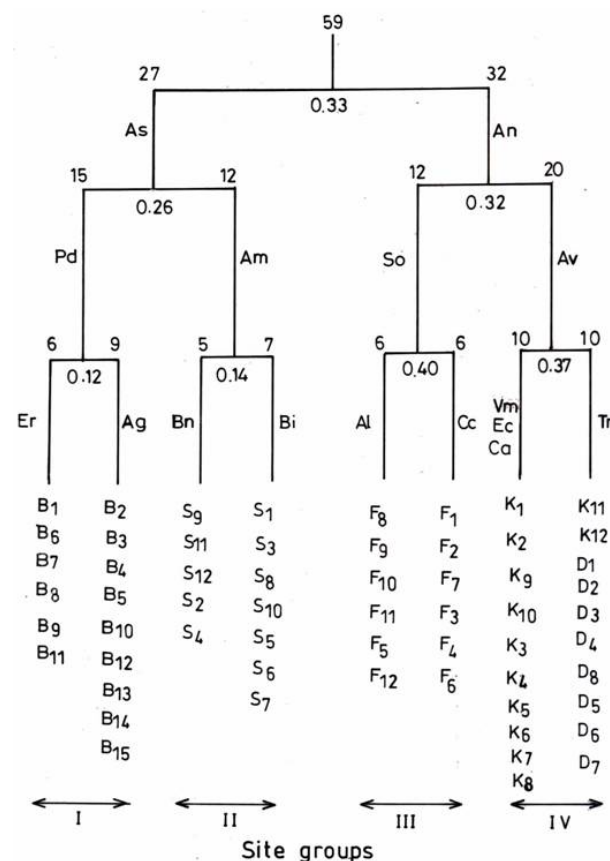 59
27 32
0.33
As An
15 12 12 20
0.26 0.32
Pd Am So Av
6 9 5 7 6 6 10 10
0.12 0.14 0.40 0.37
Er Ag Bn Bi Al Cc Vm Ec Ca Tr
B1 B2 S9 S1 F8 F1 K1 K11
B6 B3 S11 S3 F9 F2 K2 K12
B7 B4 S12 S8 F10 F7 K9 D1
B8 B5 S2 S10 F11 F3 K10 D2
B9 B10 S4 S5 F5 F4 K3 D3
B11 B12 S6 F12 F6 K4 D4
B13 S7 K5 D8
B14 K6 D5
B15 K7 D6
K8 D7
I II III IV
Site groups